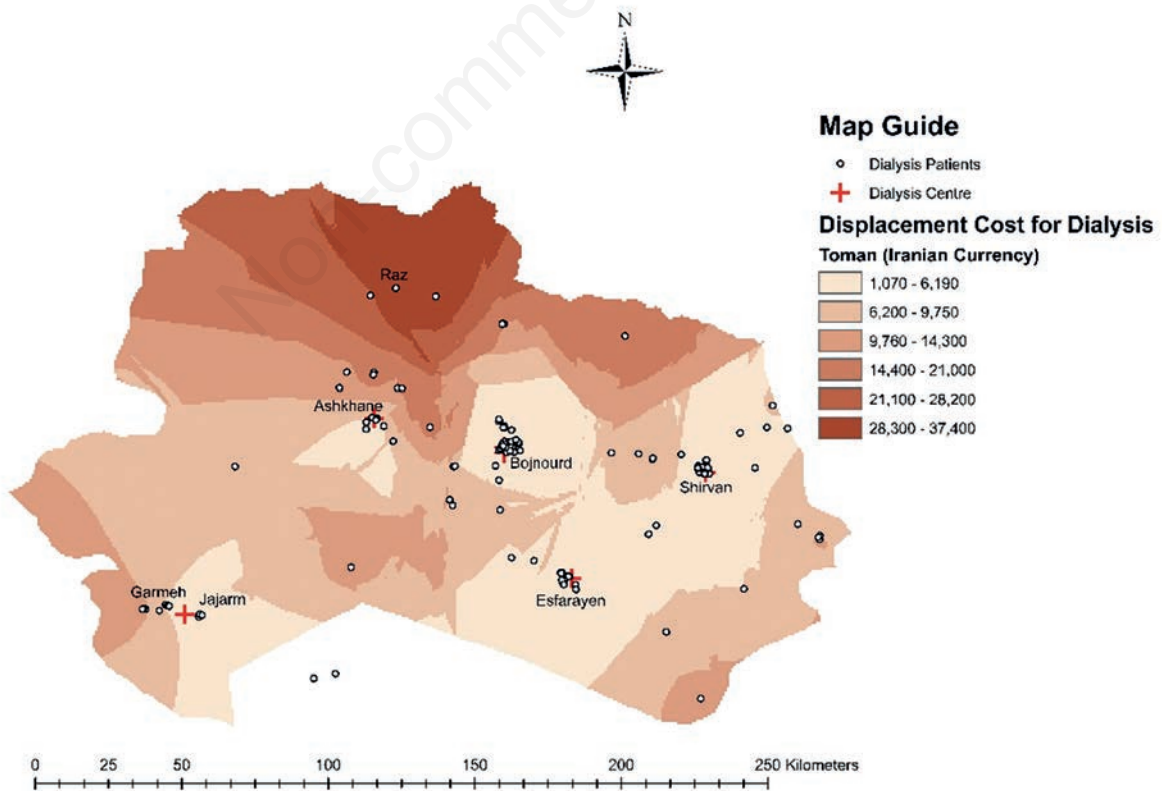 Non-comme
N
Map Guide
Dialysis Patients
Dialysis Centre
Displacement Cost for Dialysis
Toman (Iranian Currency)
1,070 - 6,190
6,200 - 9,750
9,760 - 14,300
14,400 - 21,000
21,100 - 28,200
28,300 - 37,400
Raz
Ashkhane
Bojnourd
Shirvan
Garmeh
Jajarm
Esfarayen
0 50 100 150 200 250 Kilometers